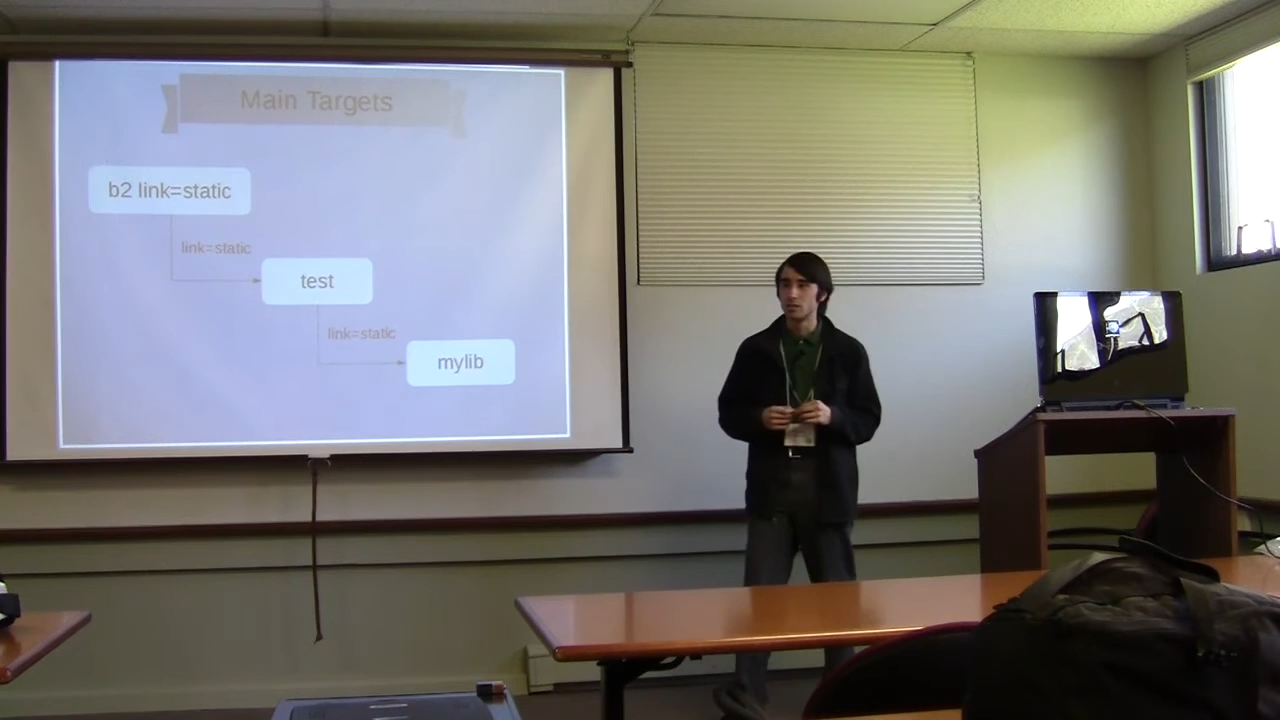 Main Targets
b2 link=static
link=static
test
link=static
mylib